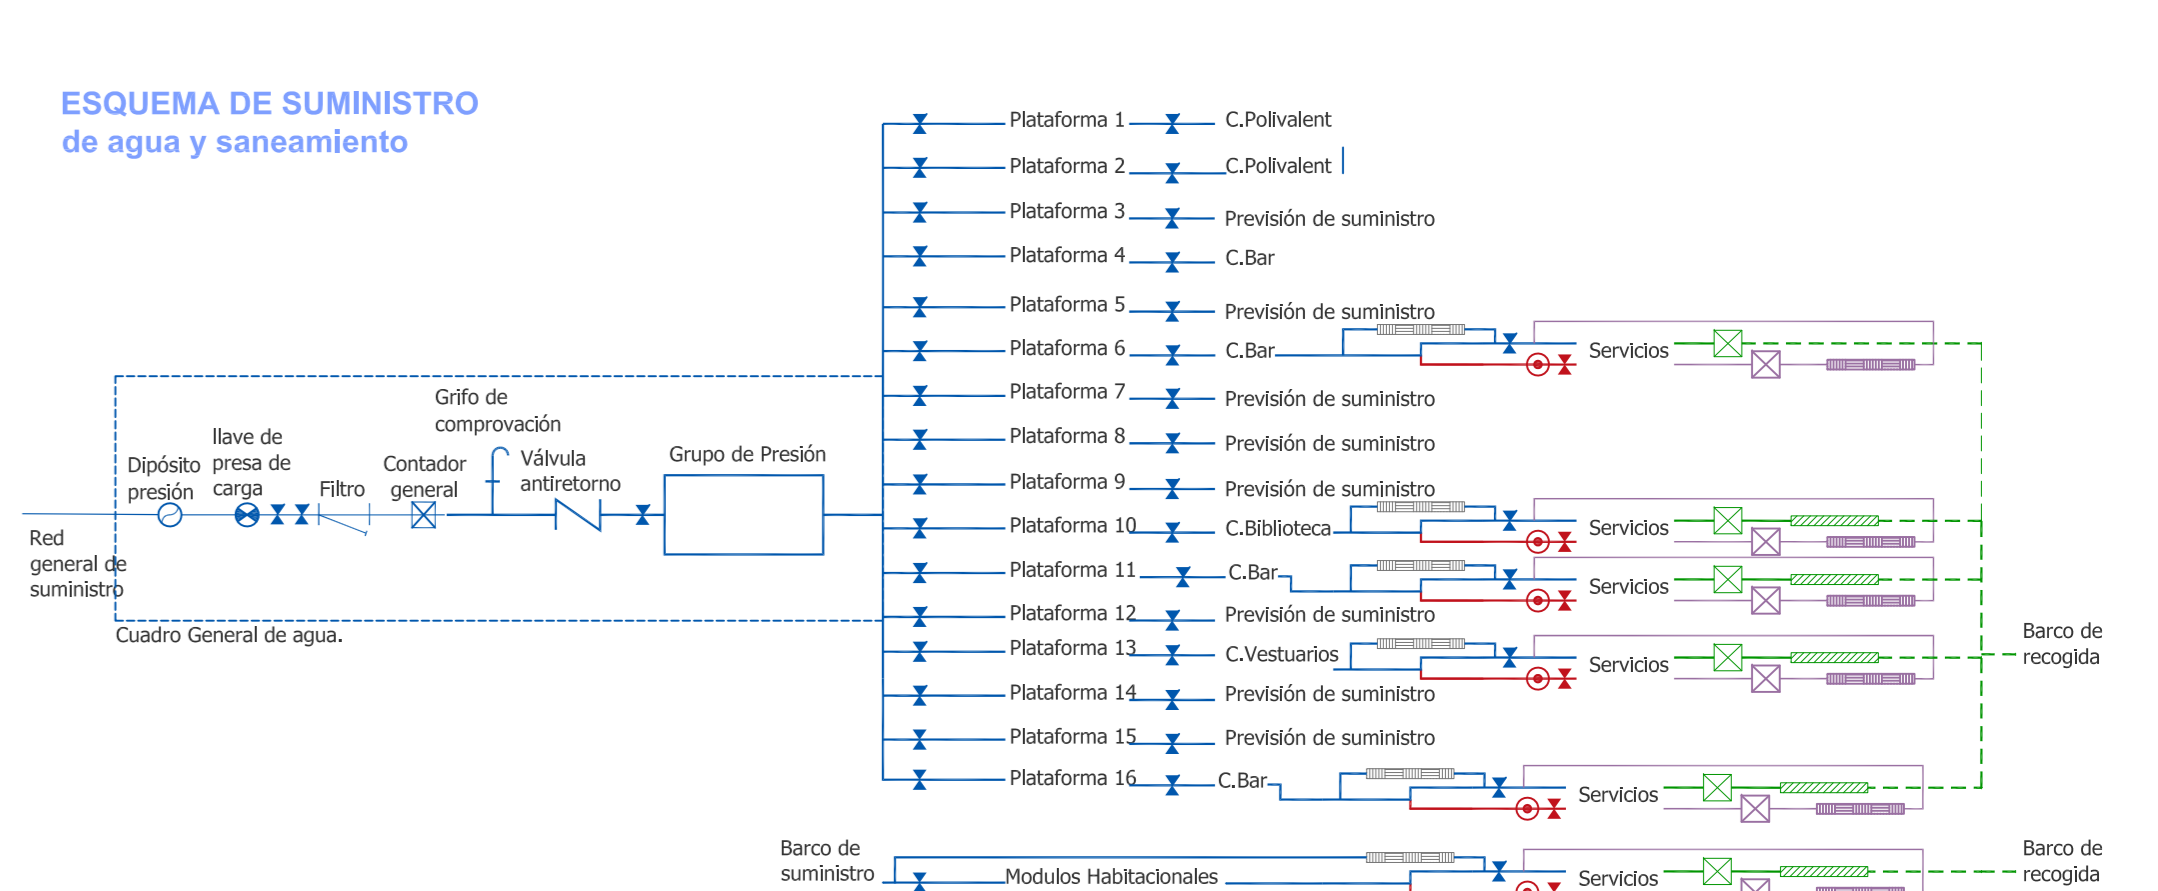 ESQUEMA DE SUMINISTRO
de agua y saneamiento
Plataforma 1 C.Polivalent
Plataforma 2 C.Polivalent
Plataforma 3 Previsión de suministro
Plataforma 4 C.Bar
Plataforma 5 Previsión de suministro
Plataforma 6 C.Bar Servicios
Plataforma 7 Previsión de suministro
Plataforma 8 Previsión de suministro
Plataforma 9 Previsión de suministro
Plataforma 10 C.Biblioteca Servicios
Plataforma 11 C.Bar Servicios
Plataforma 12 Previsión de suministro
Plataforma 13 C.Vestuarios Servicios
Plataforma 14 Previsión de suministro
Plataforma 15 Previsión de suministro
Plataforma 16 C.Bar Servicios
Red
general de
suministro
Dipósito
presión
llave de
presa de
carga
Filtro
Contador
general
Grifo de
comprovación
Válvula
antiretorno
Grupo de Presión
Cuadro General de agua.
Barco de
recogida
Barco de
suministro
Modulos Habitacionales
Servicios
Barco de
recogida